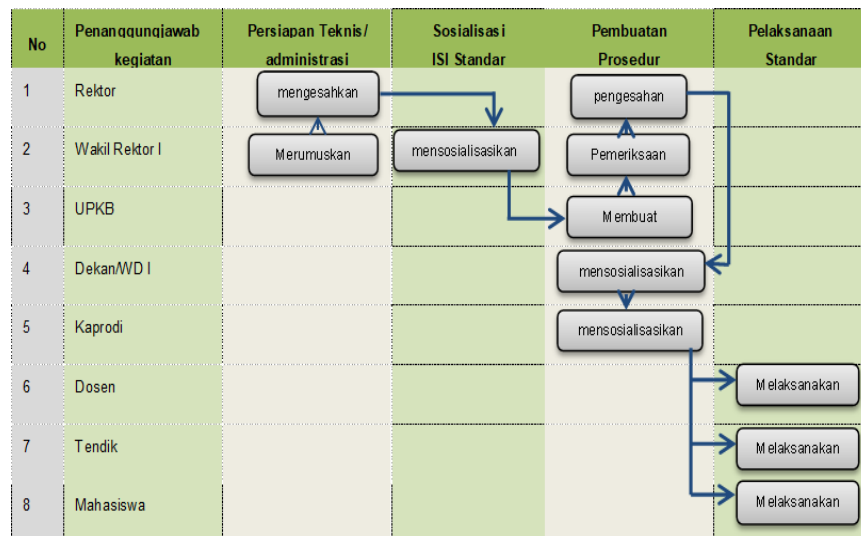 No
Penanggungjawab
kegiatan
Persiapan Teknis/
administrasi
Sosialisasi
ISI Standar
Pembuatan
Prosedur
Pelaksanaan
Standar
1
Rektor
mengesahkan
pengesahan
2
Wakil Rektor I
Merumuskan
mensosialisasikan
Pemeriksaan
3
UPKB
Membuat
4
Dekan/WD I
mensosialisasikan
5
Kaprodi
mensosialisasikan
6
Dosen
Melaksanakan
7
Tendik
Melaksanakan
8
Mahasiswa
Melaksanakan